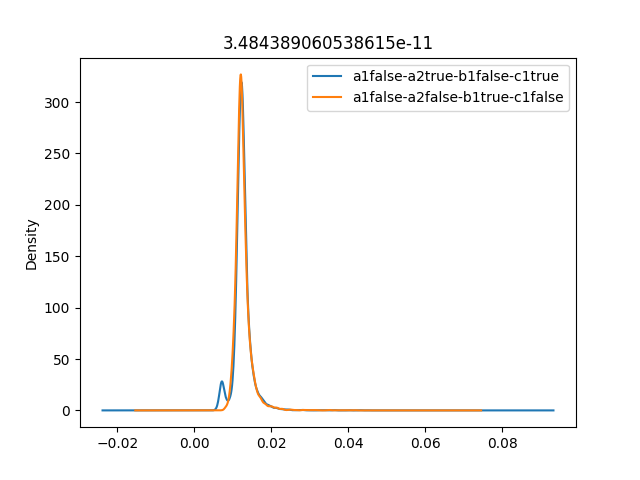 3.484389060538615e-11
a1false-a2true-b1false-c1true
a1false-a2false-b1true-c1false
Density
300
250
200
150
100
50
0
−0.02 0.00 0.02 0.04 0.06 0.08